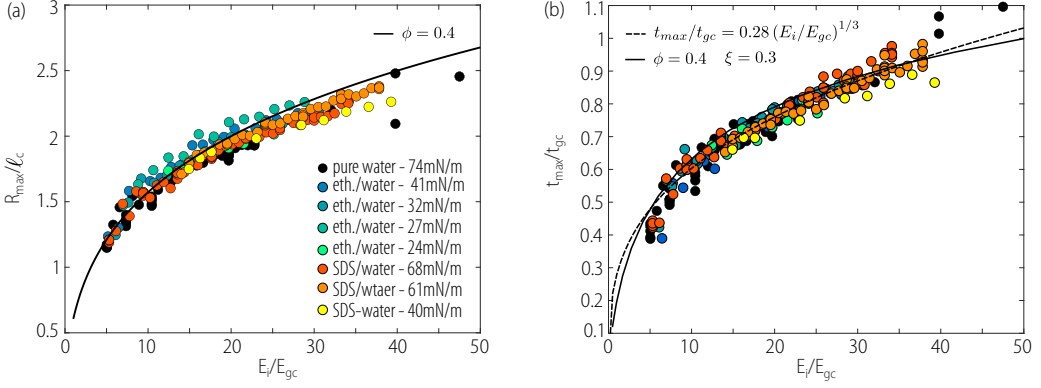 (a)
3
2.5
2
1.5
1
0.5
R_max/ℓ_c
0 10 20 30 40 50
E_i/E_gc
ϕ = 0.4
pure water - 74mN/m
eth./water - 41mN/m
eth./water - 32mN/m
eth./water - 27mN/m
eth./water - 24mN/m
SDS/water - 68mN/m
SDS/wtaer - 61mN/m
SDS-water - 40mN/m
(b)
1.1
1
0.9
0.8
0.7
0.6
0.5
0.4
0.3
0.2
0.1
t_max/t_gc
0 10 20 30 40 50
E_i/E_gc
t_max/t_gc = 0.28 (E_i/E_gc)^1/3
ϕ = 0.4 ξ = 0.3